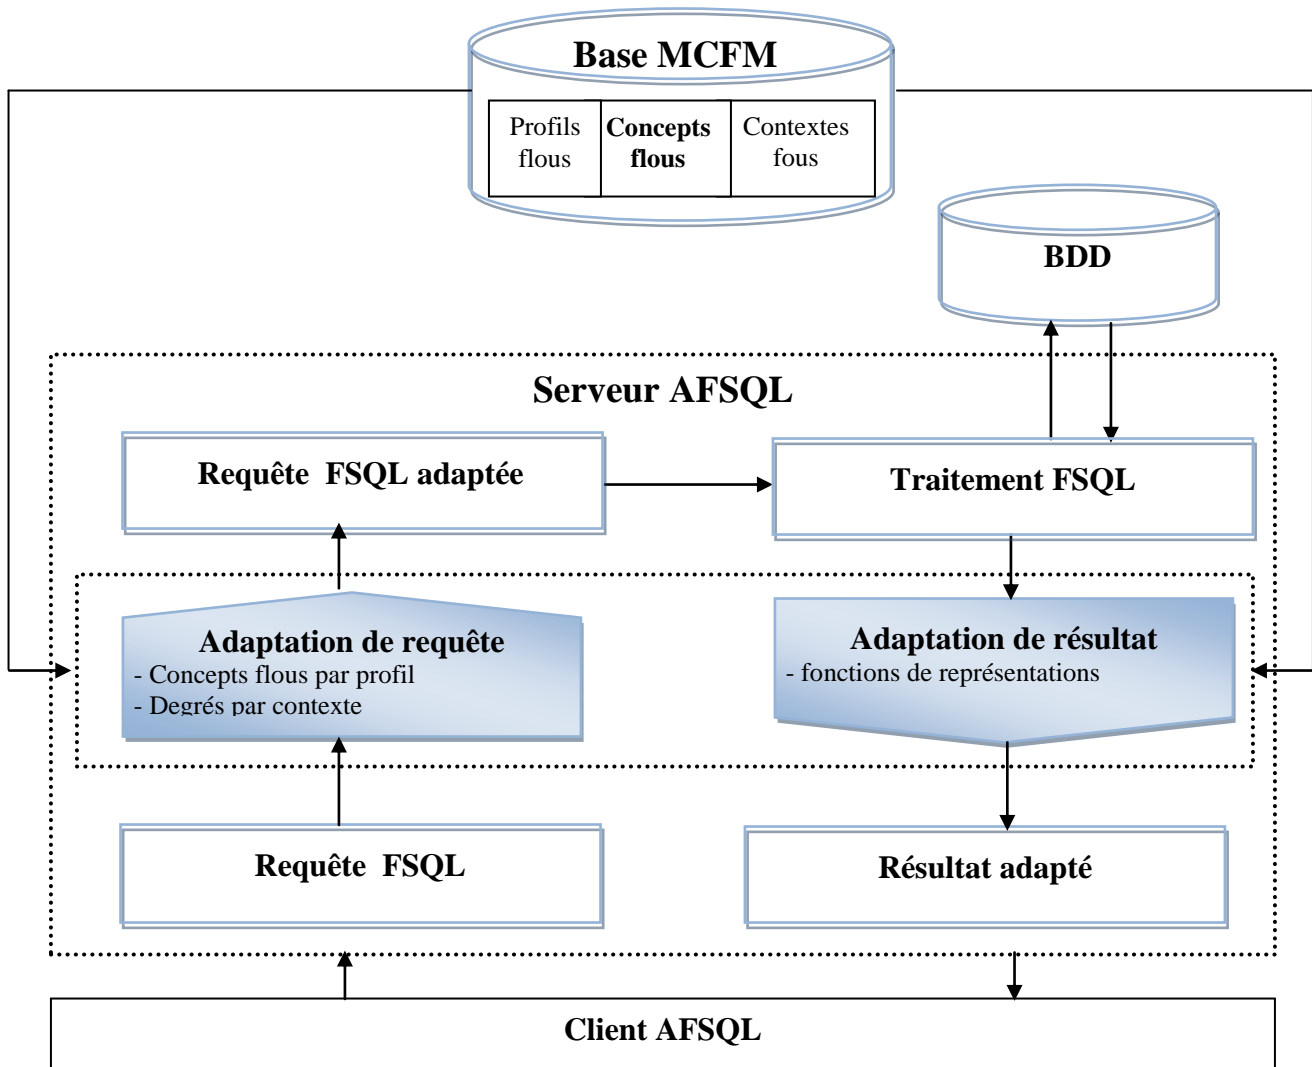 Base MCFM
Profils
flous
Concepts
flous
Contextes
fous
BDD
Serveur AFSQL
Requête FSQL adaptée
Traitement FSQL
Adaptation de requête
- Concepts flous par profil
- Degrés par contexte
Adaptation de résultat
- fonctions de représentations
Requête FSQL
Résultat adapté
Client AFSQL